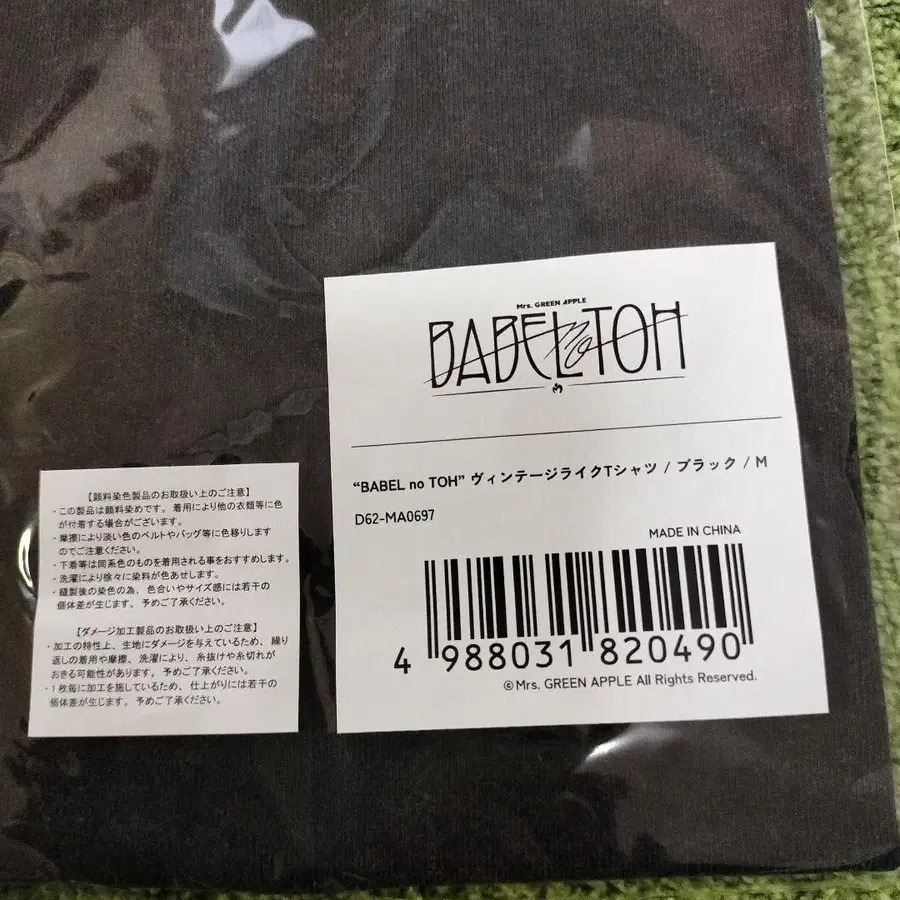 Mrs. GREEN APPLE
BABEL no TOH
“BABEL no TOH” ヴィンテージライクTシャツ / ブラック / M
D62-MA0697
MADE IN CHINA
4 988031 820490
©Mrs. GREEN APPLE All Rights Reserved.
【顔料染色製品のお取扱い上のご注意】
・この製品は顔料染めです。着用により他の衣類等に色
が付着する場合がございます。
・摩擦により淡い色のベルトやバッグ等に色移りします
のでご注意ください。
・下着等は同系色のものを着用される事をおすすめします。
・洗濯により徐々に染料が色あせします。
・縫製後の染色の為、色合いやサイズ感には若干の
個体差が生じます。予めご了承ください。
【ダメージ加工製品のお取扱い上のご注意】
・加工の特性上、生地にダメージを与えているため、繰り
返しの着用や摩擦、洗濯により、糸抜けや糸切れが
おきる可能性があります。予めご了承ください。
・1枚毎に加工を施しているため、仕上がりには若干の
個体差が生じます。予めご了承ください。